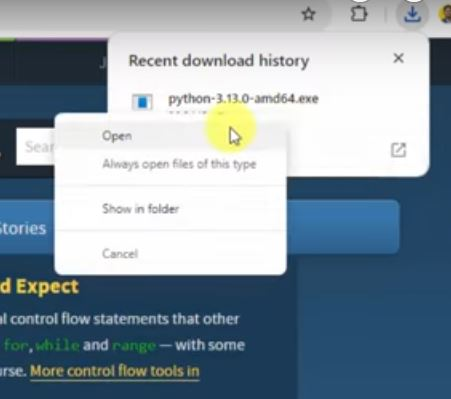 Recent download history
python-3.13.0-amd64.exe
Open
Sear
Always open files of this type
Show in folder
Stories
Cancel
d Expect
al control flow statements that other
for, while and range — with some
urse. More control flow tools in